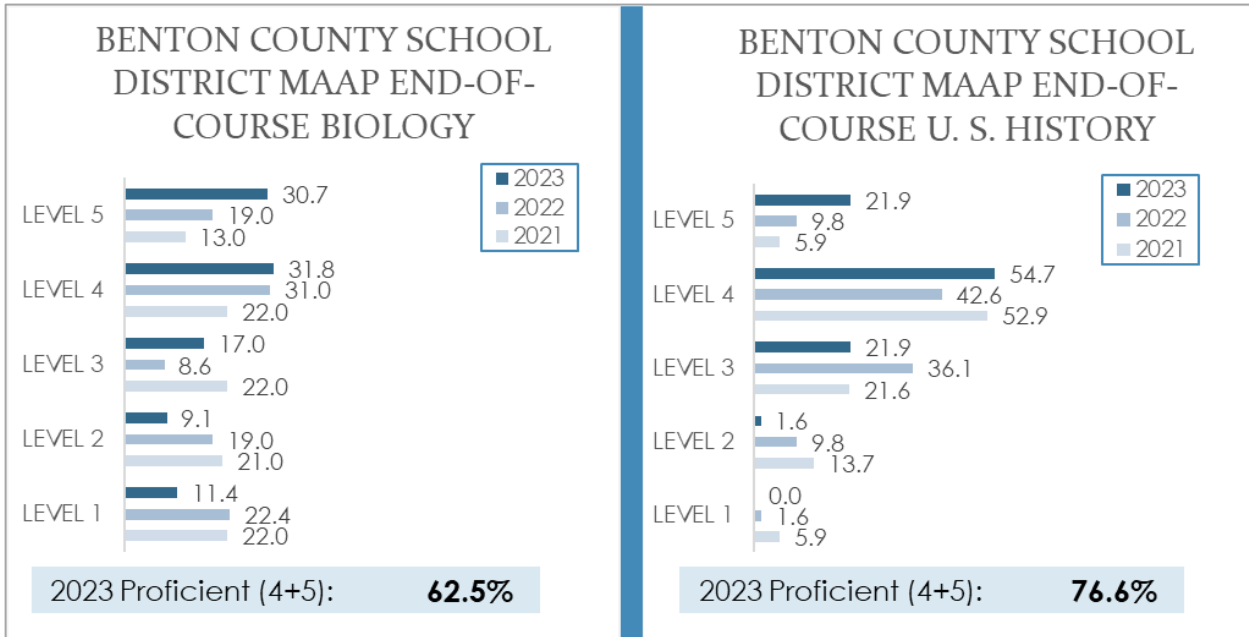 BENTON COUNTY SCHOOL
DISTRICT MAAP END-OF-
COURSE BIOLOGY
2023
2022
2021
LEVEL 5
30.7
19.0
13.0
LEVEL 4
31.8
31.0
22.0
LEVEL 3
17.0
8.6
22.0
LEVEL 2
9.1
19.0
21.0
LEVEL 1
11.4
22.4
22.0
2023 Proficient (4+5): 62.5%
BENTON COUNTY SCHOOL
DISTRICT MAAP END-OF-
COURSE U. S. HISTORY
2023
2022
2021
LEVEL 5
21.9
9.8
5.9
LEVEL 4
54.7
42.6
52.9
LEVEL 3
21.9
36.1
21.6
LEVEL 2
1.6
9.8
13.7
LEVEL 1
0.0
1.6
5.9
2023 Proficient (4+5): 76.6%